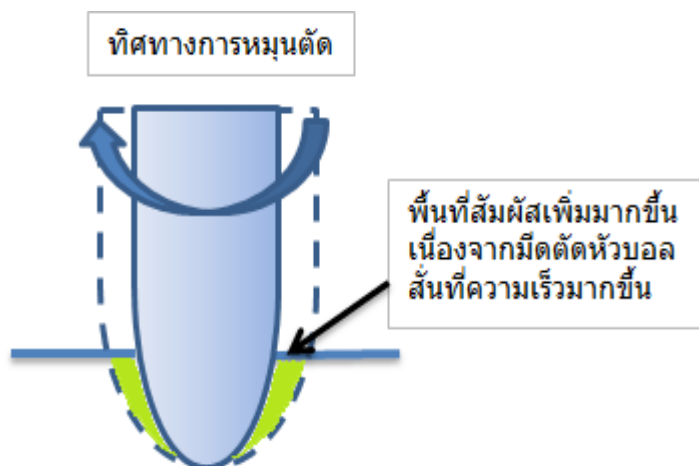 ทิศทางการหมุนตัด
พื้นที่สัมผัสเพิ่มมากขึ้น
เนื่องจากมีดตัดหัวบอล
สั่นที่ความเร็วมากขึ้น